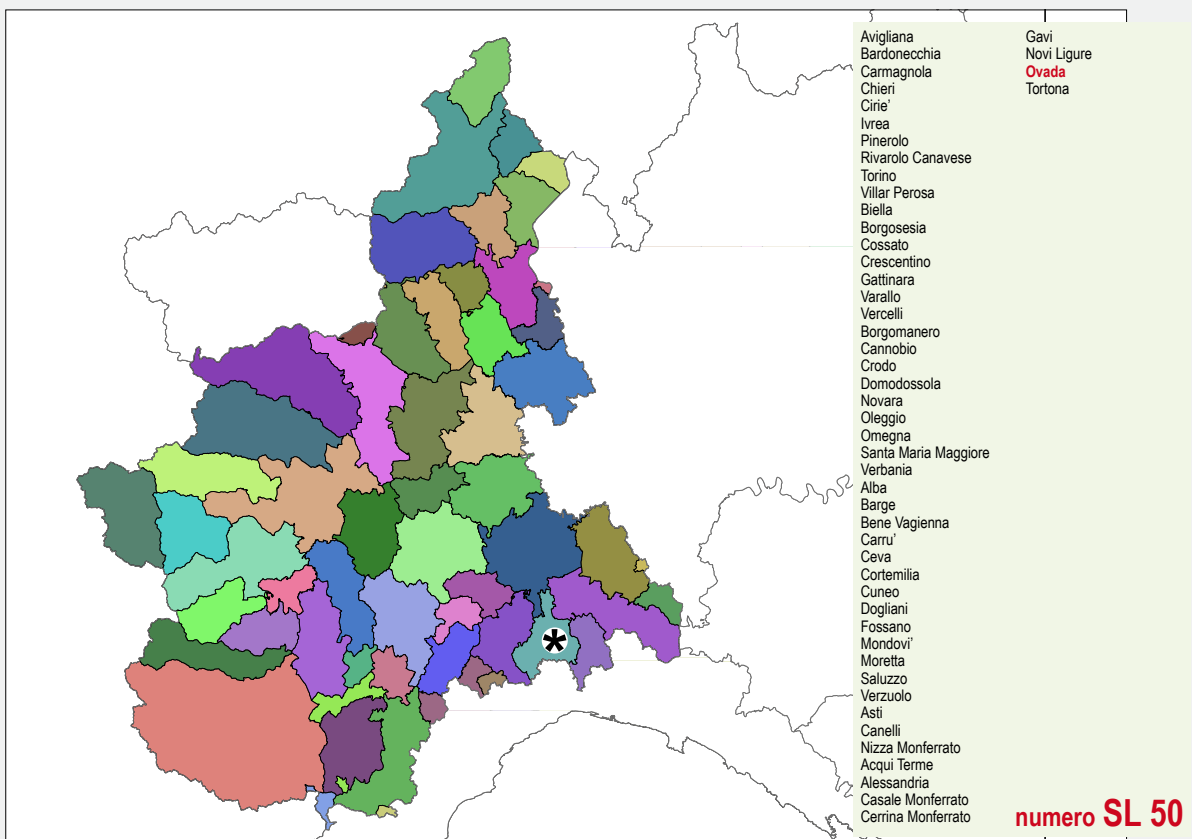 Avigliana
Bardonecchia
Carmagnola
Chieri
Cirie'
Ivrea
Pinerolo
Rivarolo Canavese
Torino
Villar Perosa
Biella
Borgosesia
Cossato
Crescentino
Gattinara
Varallo
Vercelli
Borgomanero
Cannobio
Crodo
Domodossola
Novara
Oleggio
Omegna
Santa Maria Maggiore
Verbania
Alba
Barge
Bene Vagienna
Carru'
Ceva
Cortemilia
Cuneo
Dogliani
Fossano
Mondovi'
Moretta
Saluzzo
Verzuolo
Asti
Canelli
Nizza Monferrato
Acqui Terme
Alessandria
Casale Monferrato
Cerrina Monferrato
Gavi
Novi Ligure
Ovada
Tortona
numero SL 50